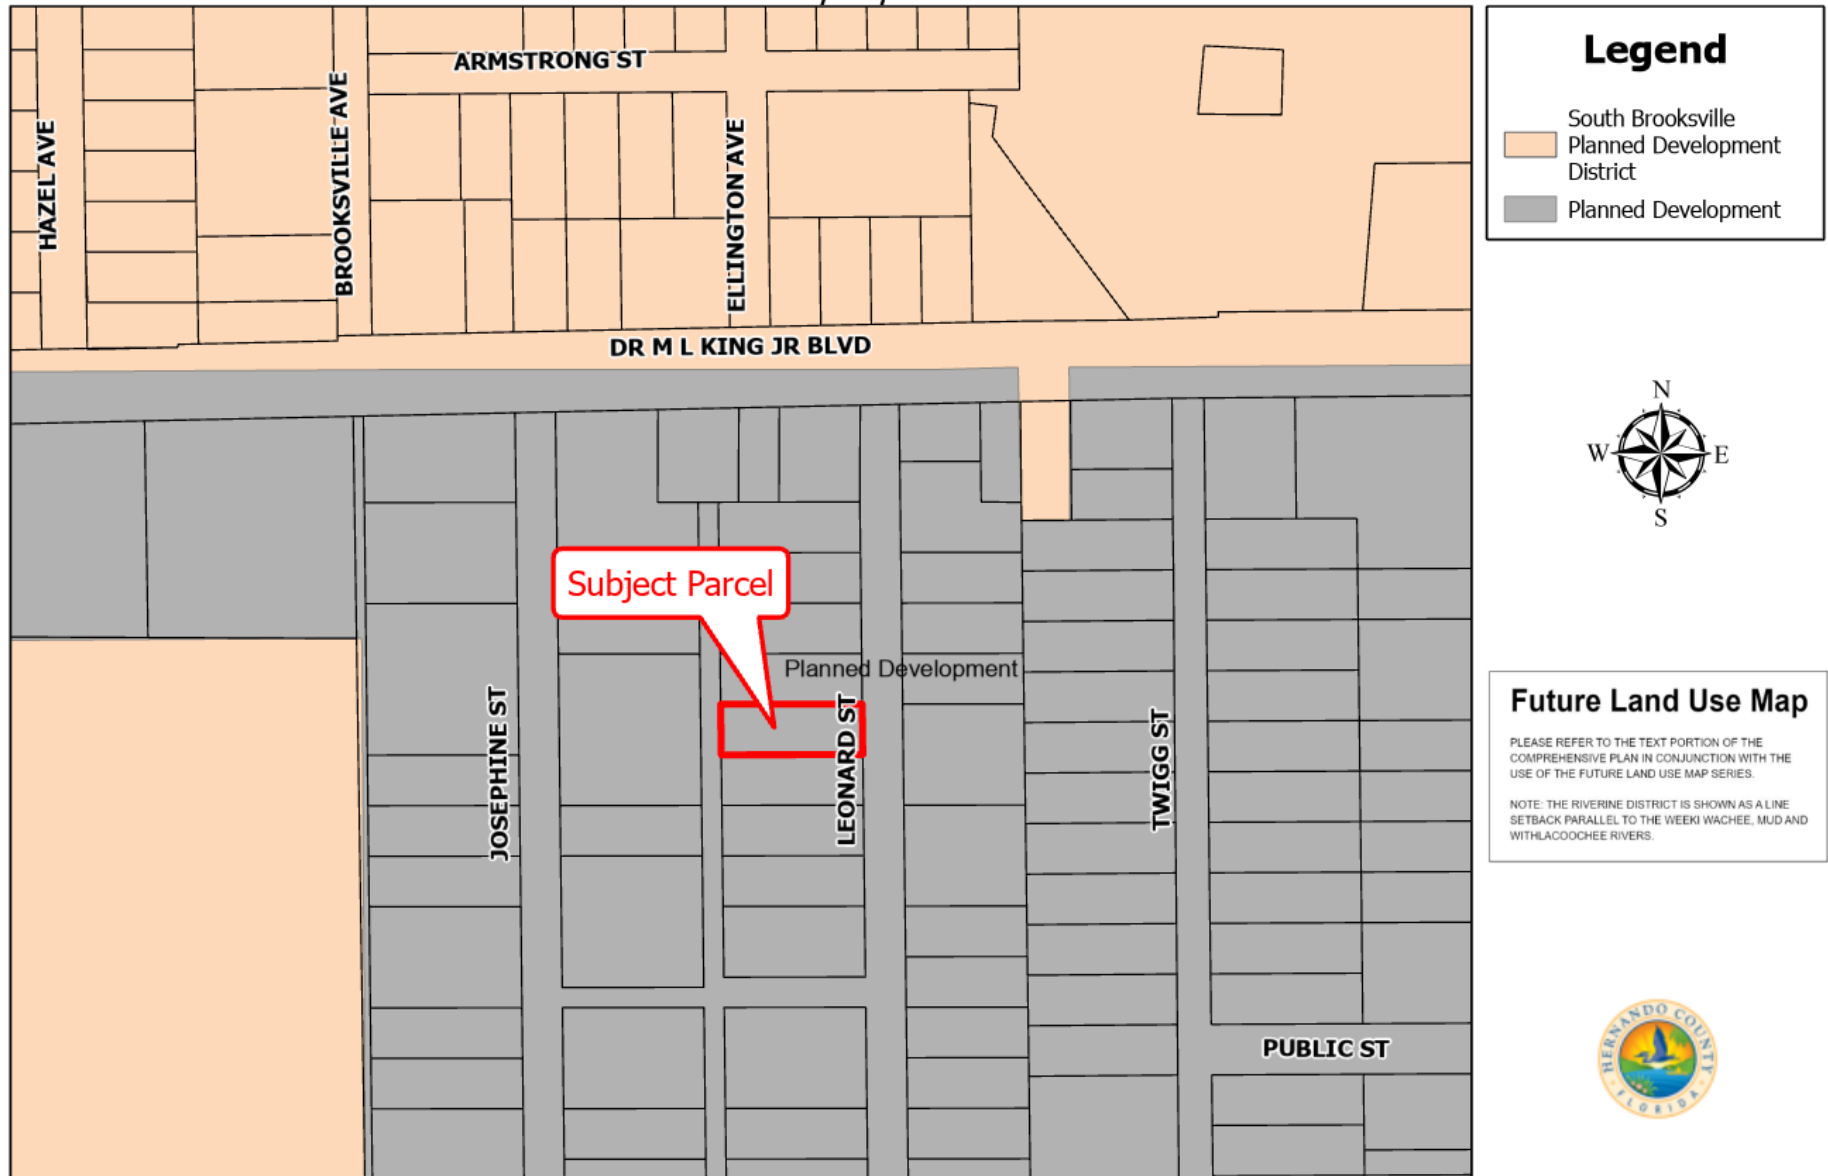 ARMSTRONG ST
HAZEL AVE
BROOKSVILLE AVE
ELLINGTON AVE
DR M L KING JR BLVD
Subject Parcel
Planned Development
JOSEPHINE ST
LEONARD ST
TWIGG ST
PUBLIC ST
Legend
South Brooksville
Planned Development
District
Planned Development
N
W
E
S
Future Land Use Map
PLEASE REFER TO THE TEXT PORTION OF THE
COMPREHENSIVE PLAN IN CONJUNCTION WITH THE
USE OF THE FUTURE LAND USE MAP SERIES.
NOTE: THE RIVERINE DISTRICT IS SHOWN AS A LINE
SETBACK PARALLEL TO THE WEEKI WACHEE, MUD AND
WITHLACOOCHEE RIVERS.
HERNANDO COUNTY
FLORIDA